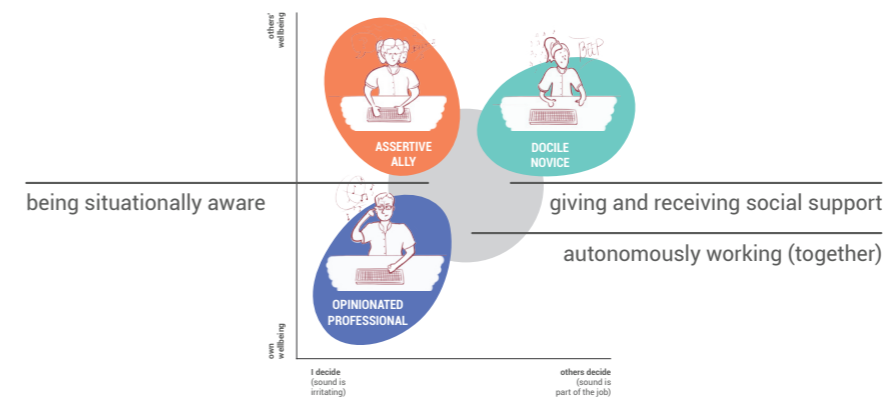 others'
wellbeing
BEEP
ASSERTIVE
ALLY
DOCILE
NOVICE
being situationally aware
giving and receiving social support
autonomously working (together)
OPINIONATED
PROFESSIONAL
own
wellbeing
I decide
(sound is
irritating)
others decide
(sound is
part of the job)